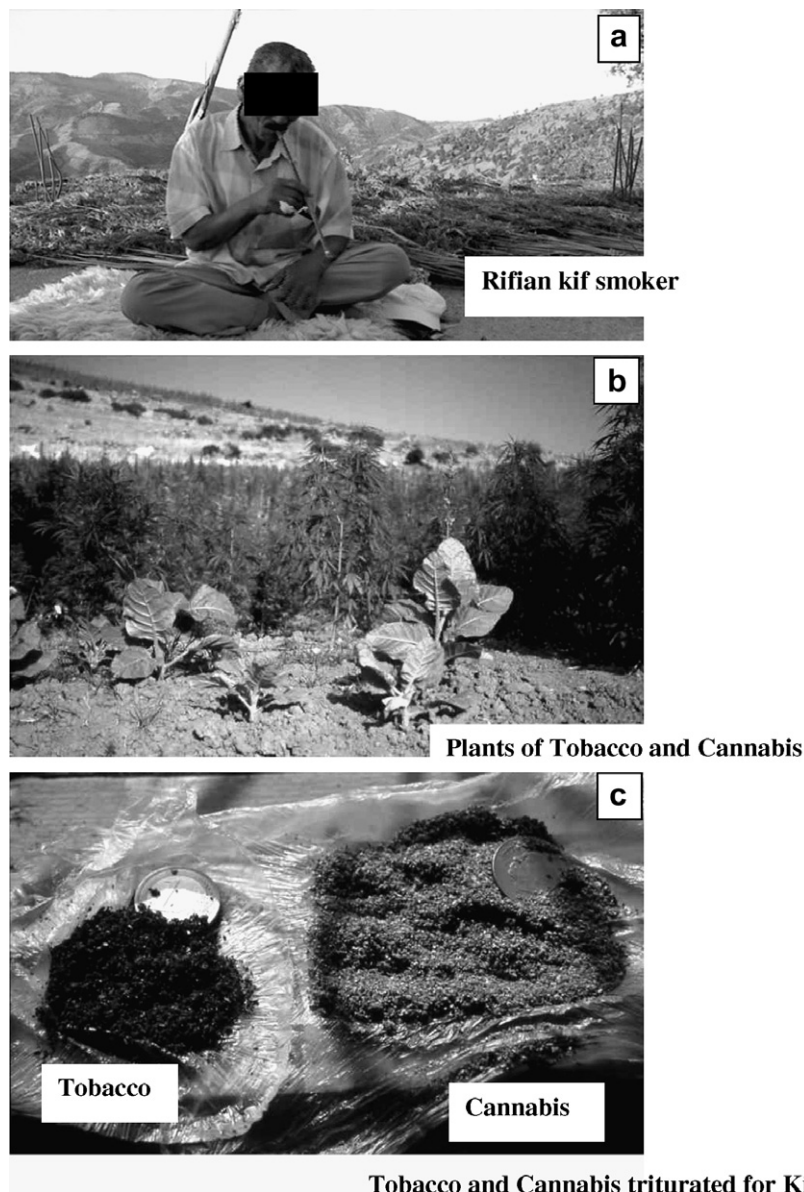 a
Rifian kif smoker
b
Plants of Tobacco and Cannabis
c
Tobacco
Cannabis
Tobacco and Cannabis triturated for